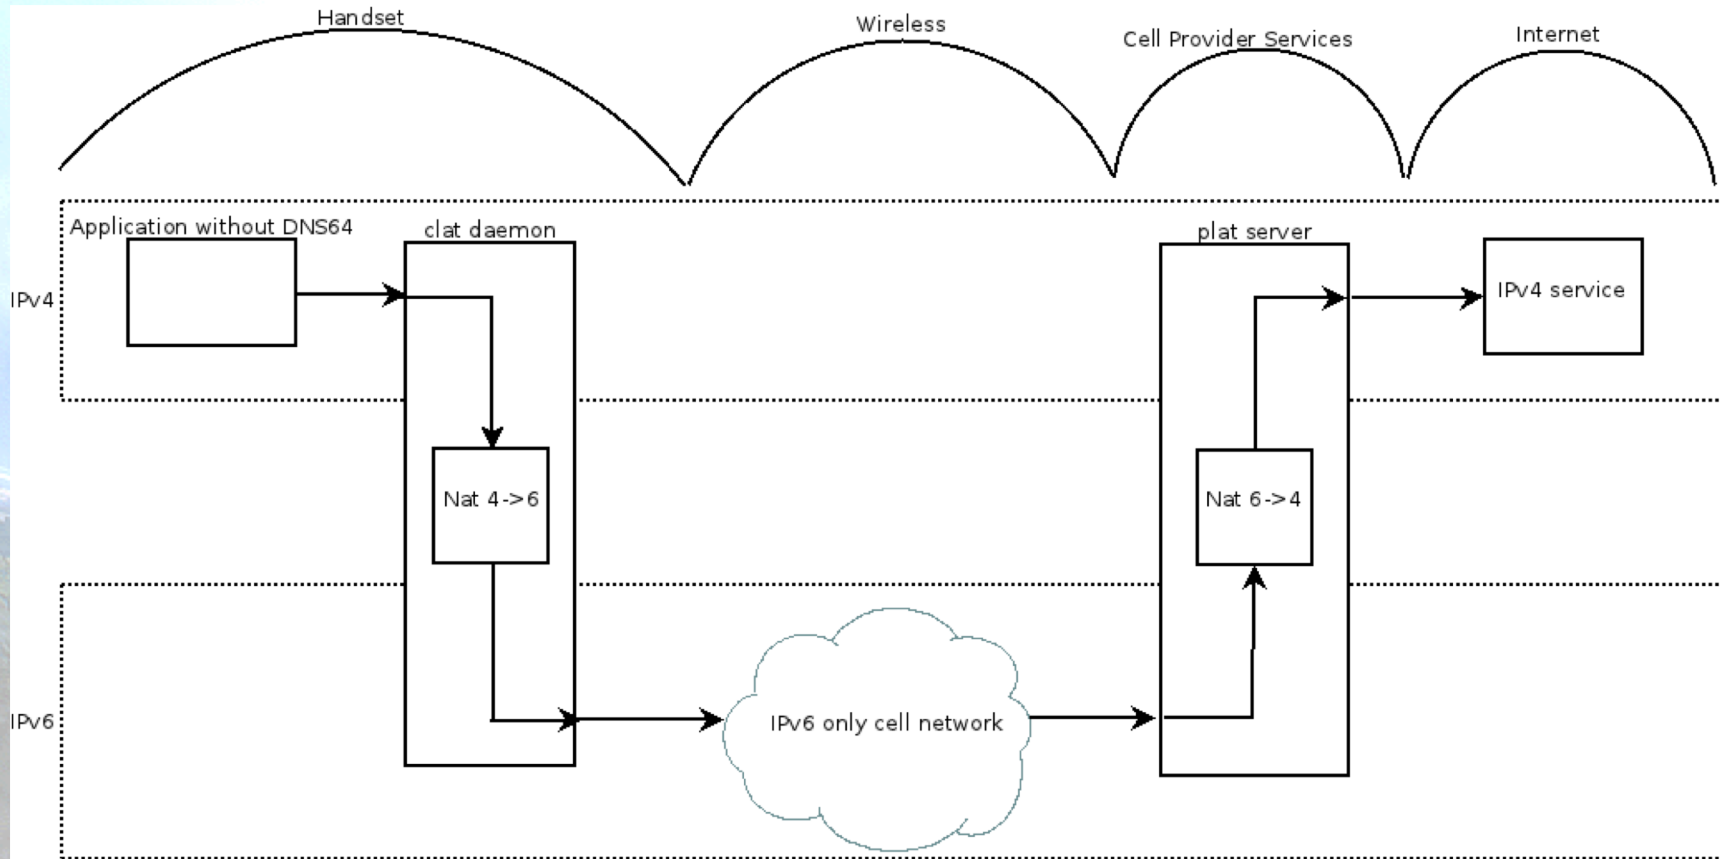 Handset
Wireless
Cell Provider Services
Internet
Application without DNS64
clat daemon
plat server
IPv4
IPv4 service
Nat 4->6
Nat 6->4
IPv6
IPv6 only cell network